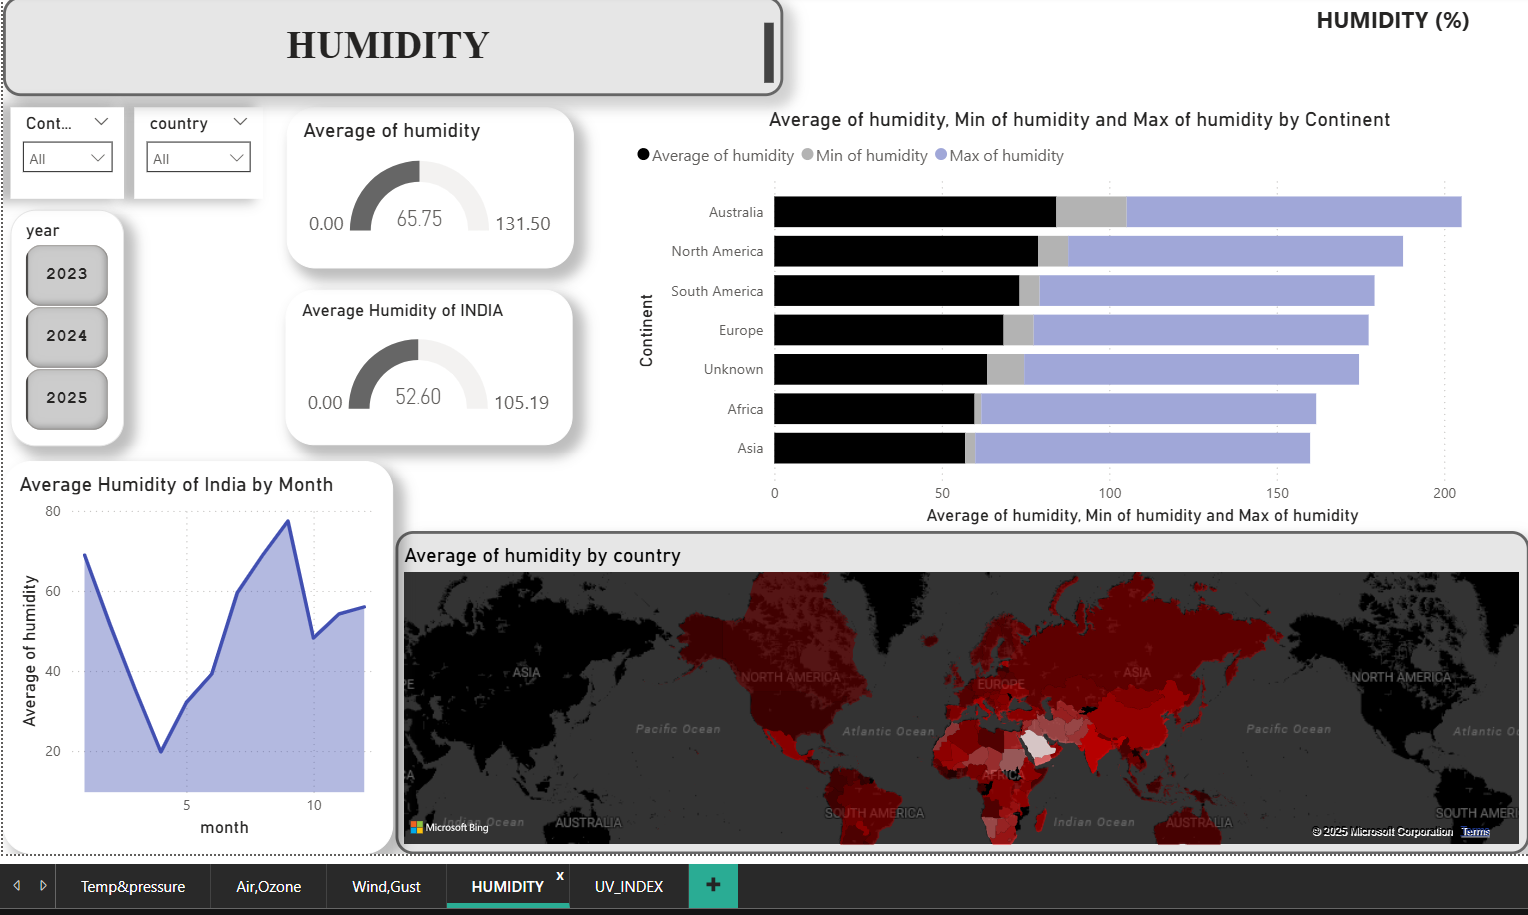 HUMIDITY
HUMIDITY (%)
Cont...
All
country
All
year
2023
2024
2025
Average of humidity
0.00
65.75
131.50
Average Humidity of INDIA
0.00
52.60
105.19
Average of humidity, Min of humidity and Max of humidity by Continent
Average of humidity Min of humidity Max of humidity
Continent
Australia
North America
South America
Europe
Unknown
Africa
Asia
0 50 100 150 200
Average of humidity, Min of humidity and Max of humidity
Average Humidity of India by Month
Average of humidity
80
60
40
20
5 10
month
Average of humidity by country
ASIA
NORTH AMERICA
EUROPE
ASIA
NORTH AMERICA
PE
Pacific Ocean
Atlantic Ocean
Pacific Ocean
Atlantic Oc
CA
AFRICA
Indian Ocean
AUSTRALIA
SOUTH AMERICA
Indian Ocean
AUSTRALIA
SOUTH AMERI
Microsoft Bing
© 2025 Microsoft Corporation Terms
Temp&pressure
Air,Ozone
Wind,Gust
HUMIDITY x
UV_INDEX
+